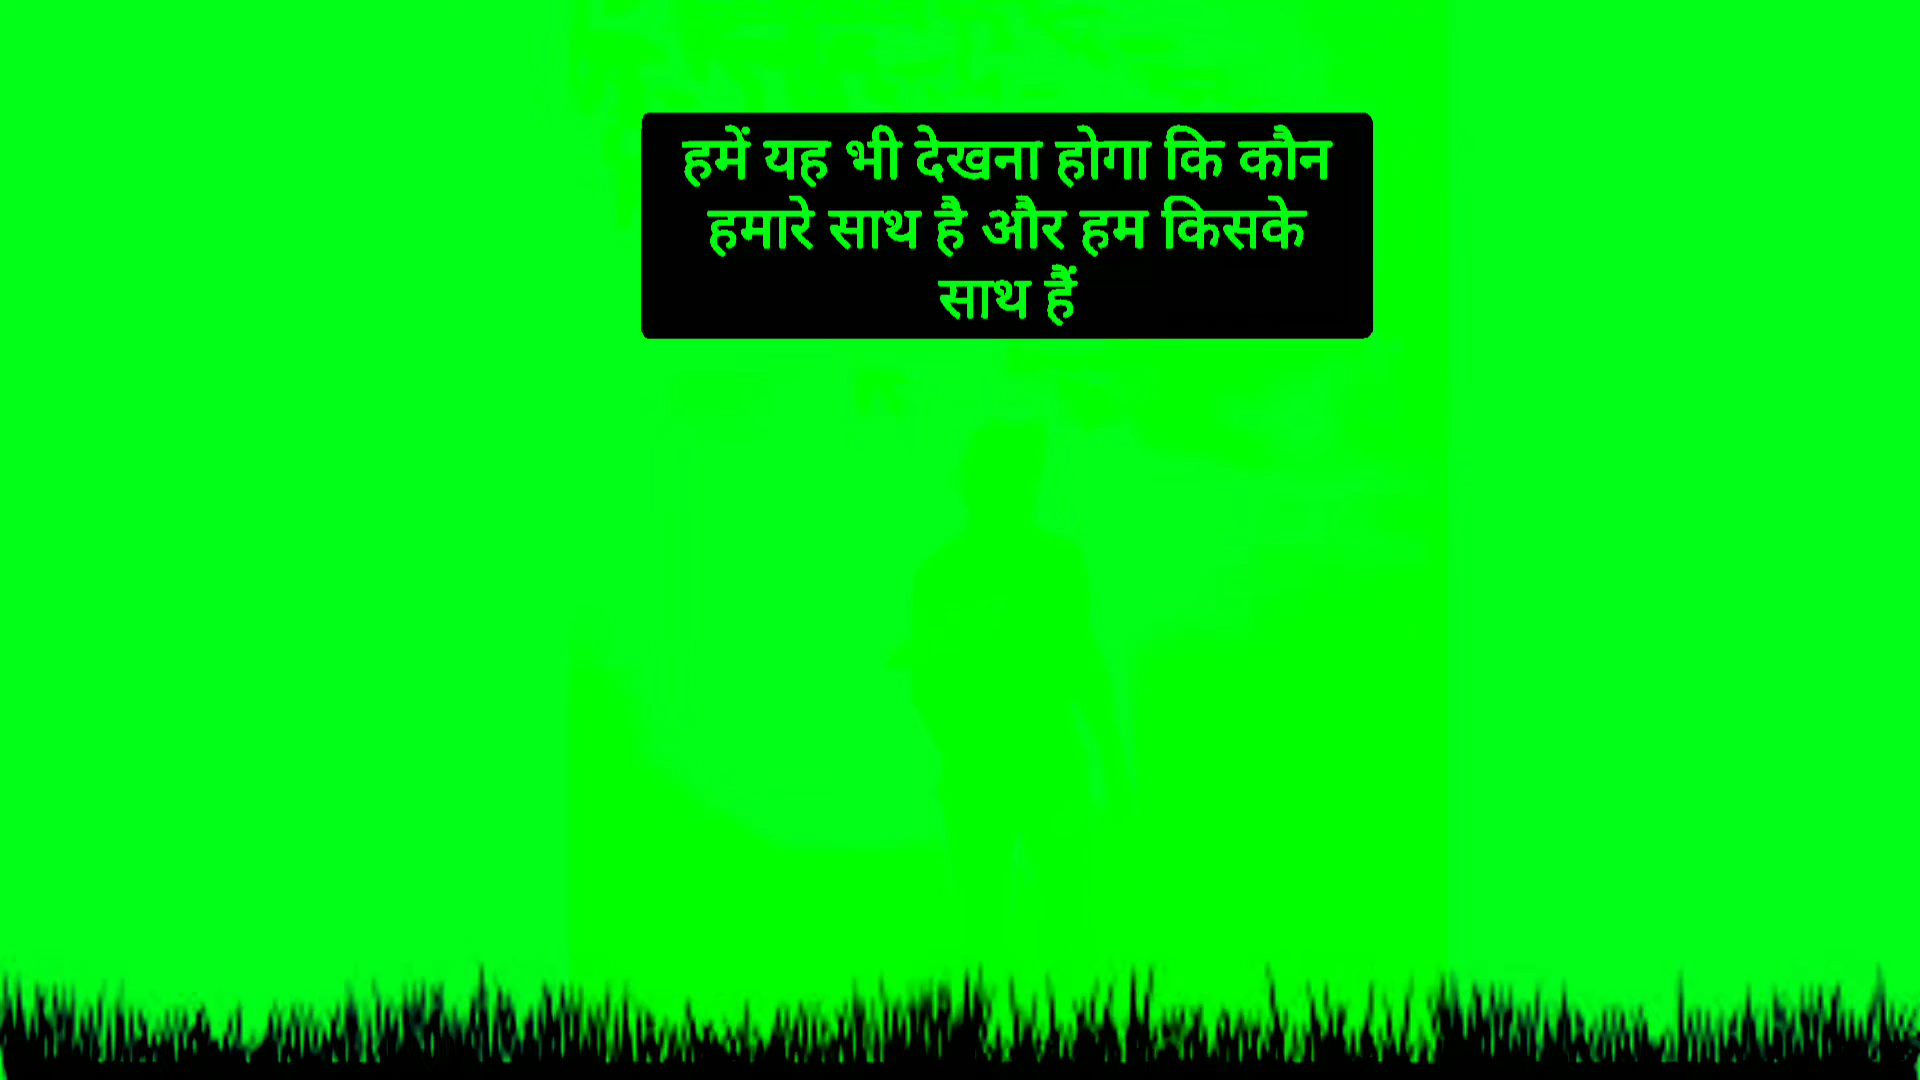 हमें यह भी देखना होगा कि कौन
हमारे साथ है और हम किसके
साथ हैं